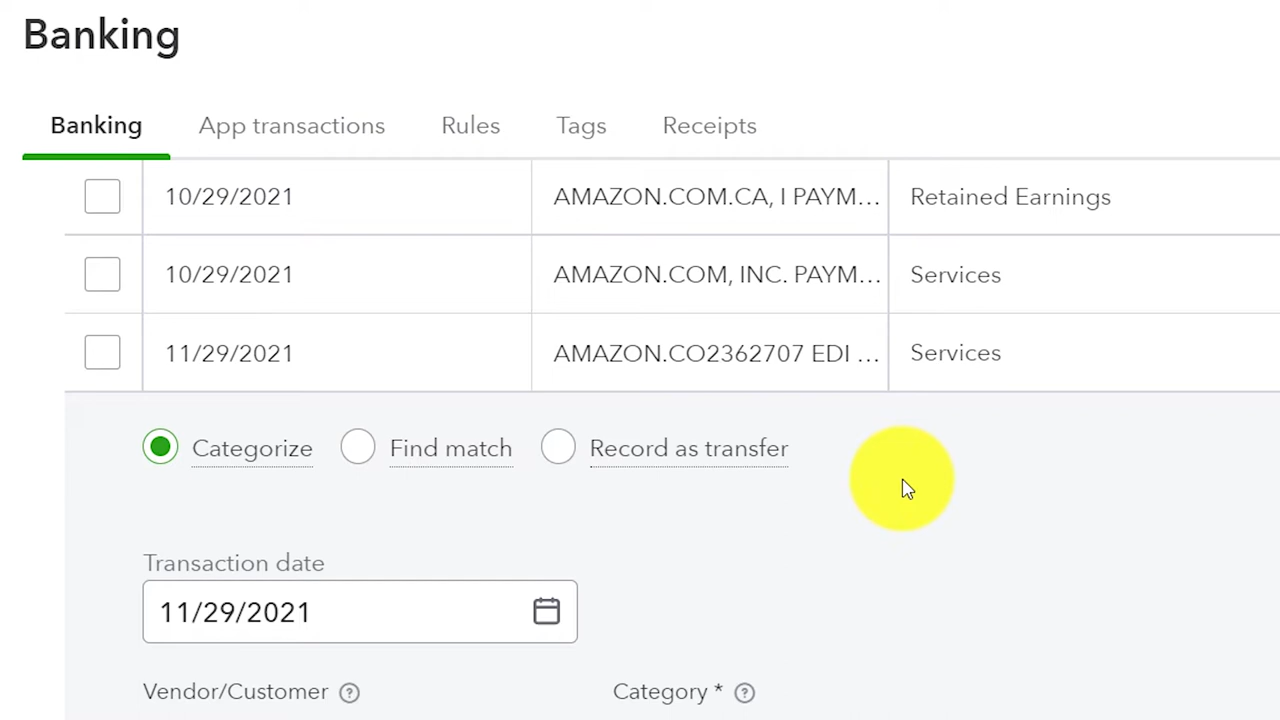 Banking
Banking App transactions Rules Tags Receipts
10/29/2021 AMAZON.COM.CA, I PAYM... Retained Earnings
10/29/2021 AMAZON.COM, INC. PAYM... Services
11/29/2021 AMAZON.CO2362707 EDI ... Services
Categorize Find match Record as transfer
Transaction date
11/29/2021
Vendor/Customer ? Category * ?